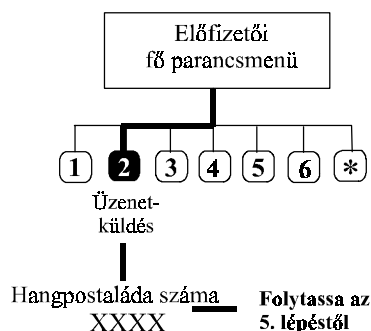 Előfizetői
fő parancsmenü
1 2 3 4 5 6 *
Üzenet-
küldés
Hangpostaláda száma
XXXX
Folytassa az
5. lépéstől